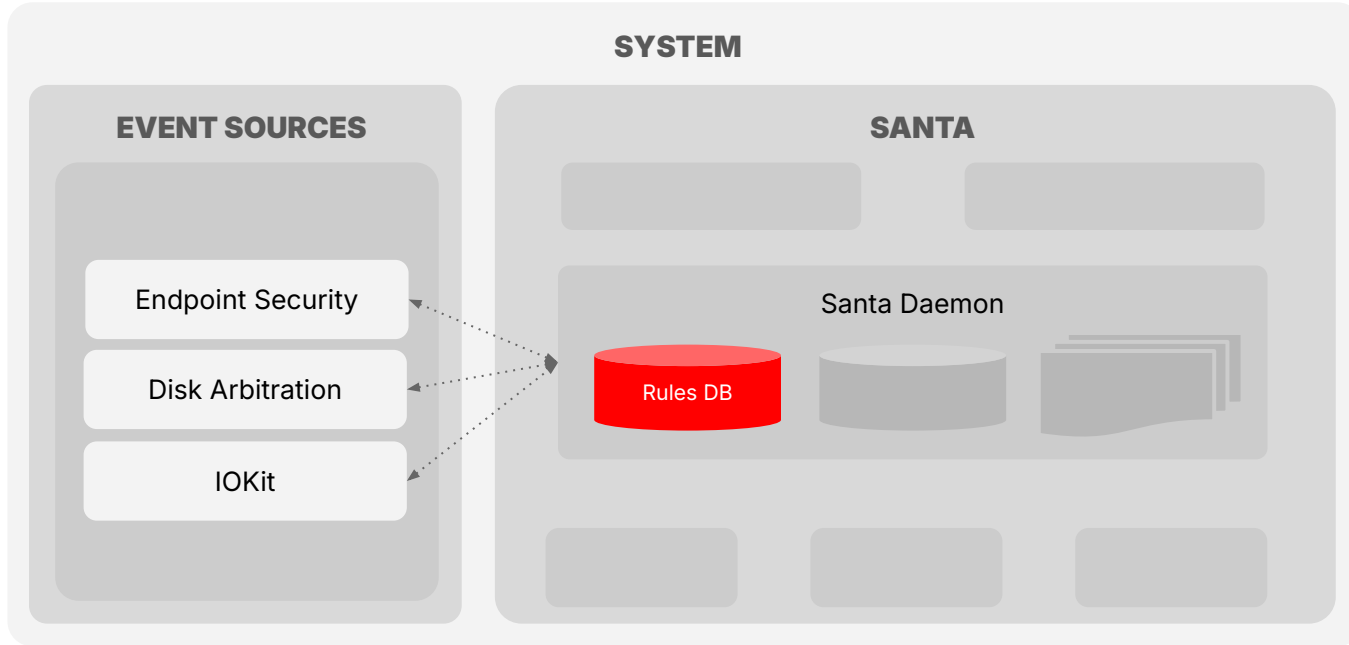 SYSTEM
EVENT SOURCES
SANTA
Endpoint Security
Disk Arbitration
IOKit
Santa Daemon
Rules DB